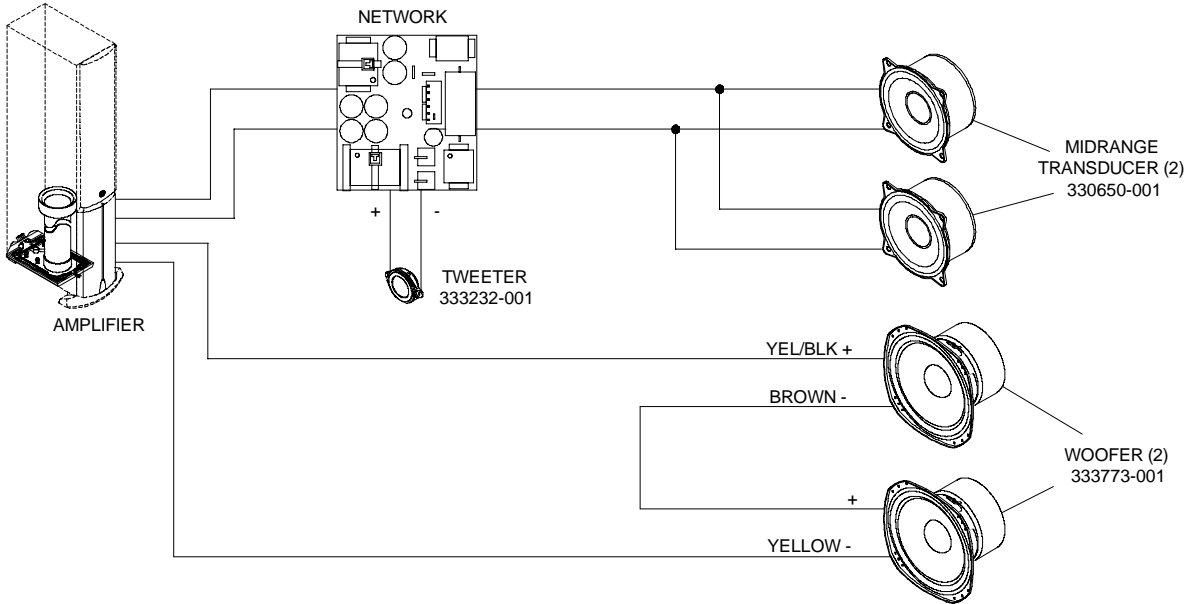 NETWORK
MIDRANGE
TRANSDUCER (2)
330650-001
+ -
TWEETER
333232-001
AMPLIFIER
YEL/BLK +
BROWN -
WOOFER (2)
333773-001
+
YELLOW -